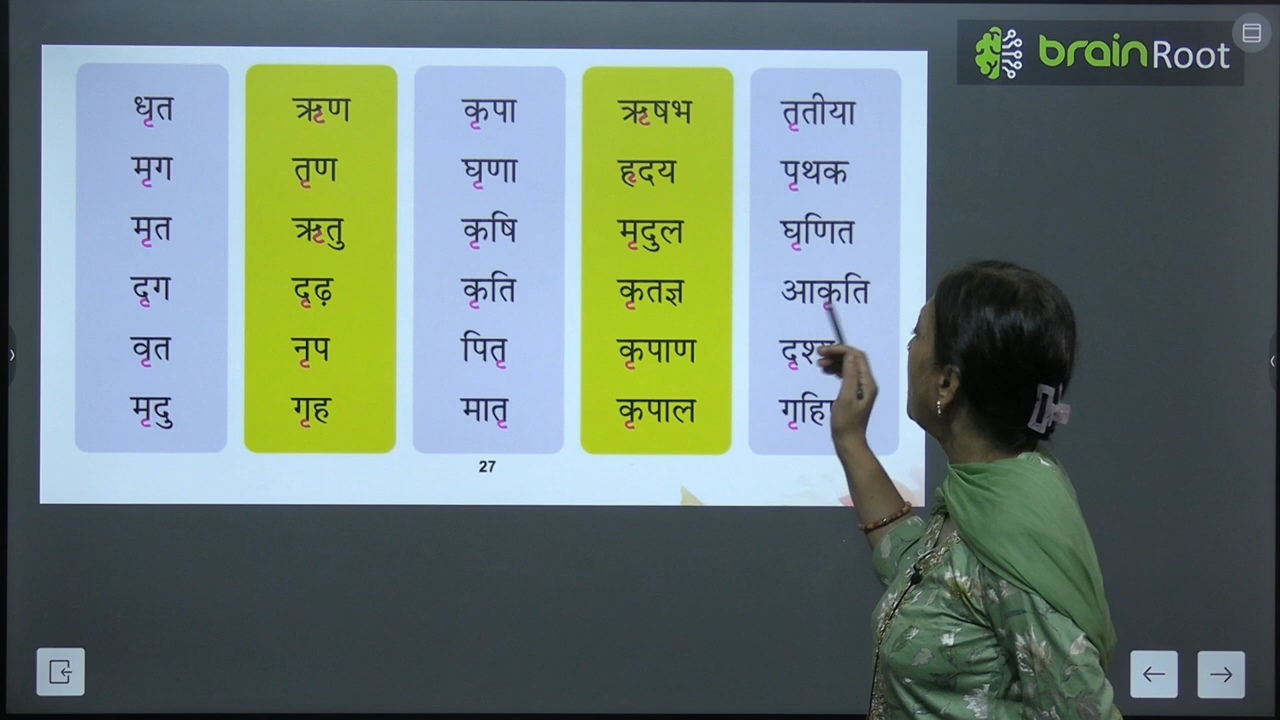 brainRoot
धृत ऋण कृपा ऋषभ तृतीया
मृग तृण घृणा हृदय पृथक
मृत ऋतु कृषि मृदुल घृणित
दृग दृढ़ कृति कृतज्ञ आकृति
वृत नृप पितृ कृपाण
मृदु गृह मातृ कृपाल
27